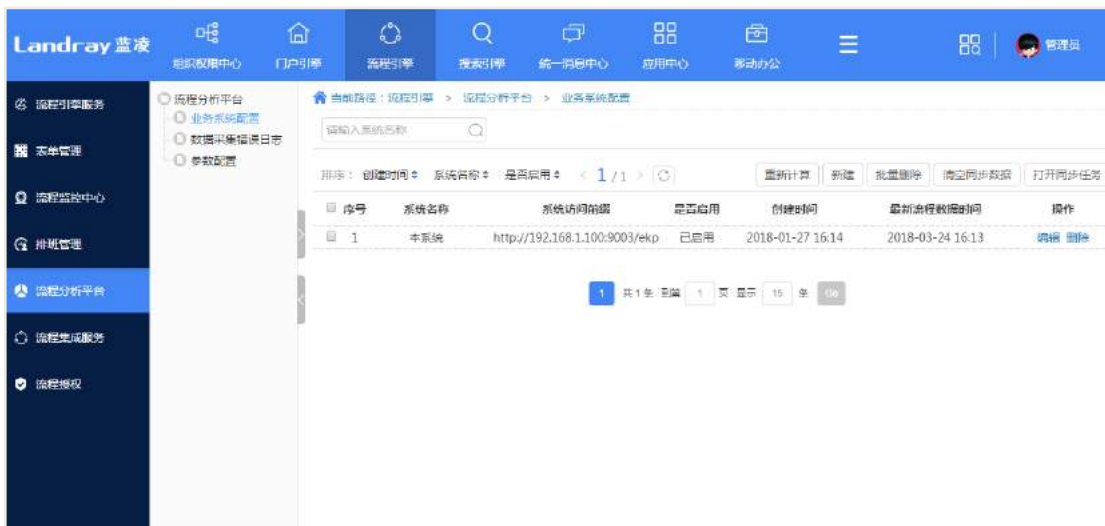 Landray 蓝凌
组织权限中心 门户引擎 流程引擎 搜索引擎 统一消息中心 应用中心 移动办公 管理员
流程引擎服务
表单管理
流程监控中心
排班管理
流程分析平台
流程集成服务
流程授权
流程分析平台
业务系统配置
数据采集错误日志
参数配置
当前路径：流程引擎 > 流程分析平台 > 业务系统配置
请输入系统名称
排序： 创建时间 系统名称 是否启用 < 1 / 1 > 重新计算 新建 批量删除 清空同步数据 打开同步任务
序号 系统名称 系统访问前缀 是否启用 创建时间 最新流程数据时间 操作
1 本系统 http://192.168.1.100:9003/ekp 已启用 2018-01-27 16:14 2018-03-24 16:13 编辑 删除
1 共 1 条 到第 1 页 显示 15 条 Go